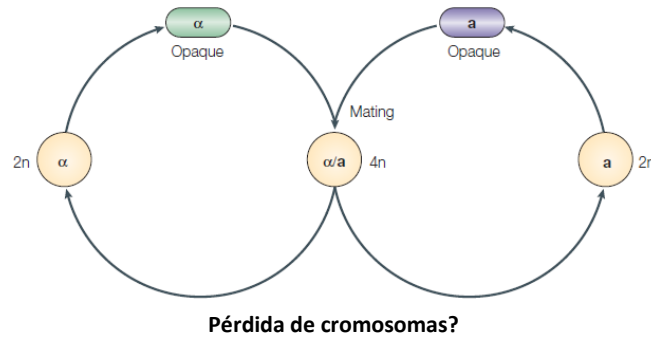 α
Opaque
a
Opaque
Mating
2n
α
α/a
4n
a
2n
Pérdida de cromosomas?